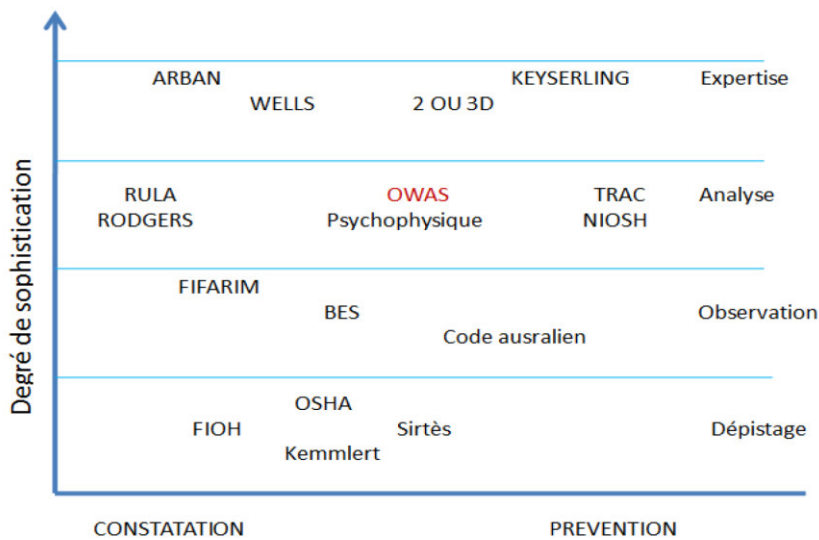 ARBAN KEYSERLING Expertise
WELLS 2 OU 3D
RULA OWAS TRAC Analyse
RODGERS Psychophysique NIOSH
FIFARIM
BES Observation
Code ausralien
OSHA
FIOH Sirtès Dépistage
Kemmlert
Degré de sophistication
CONSTATATION PREVENTION